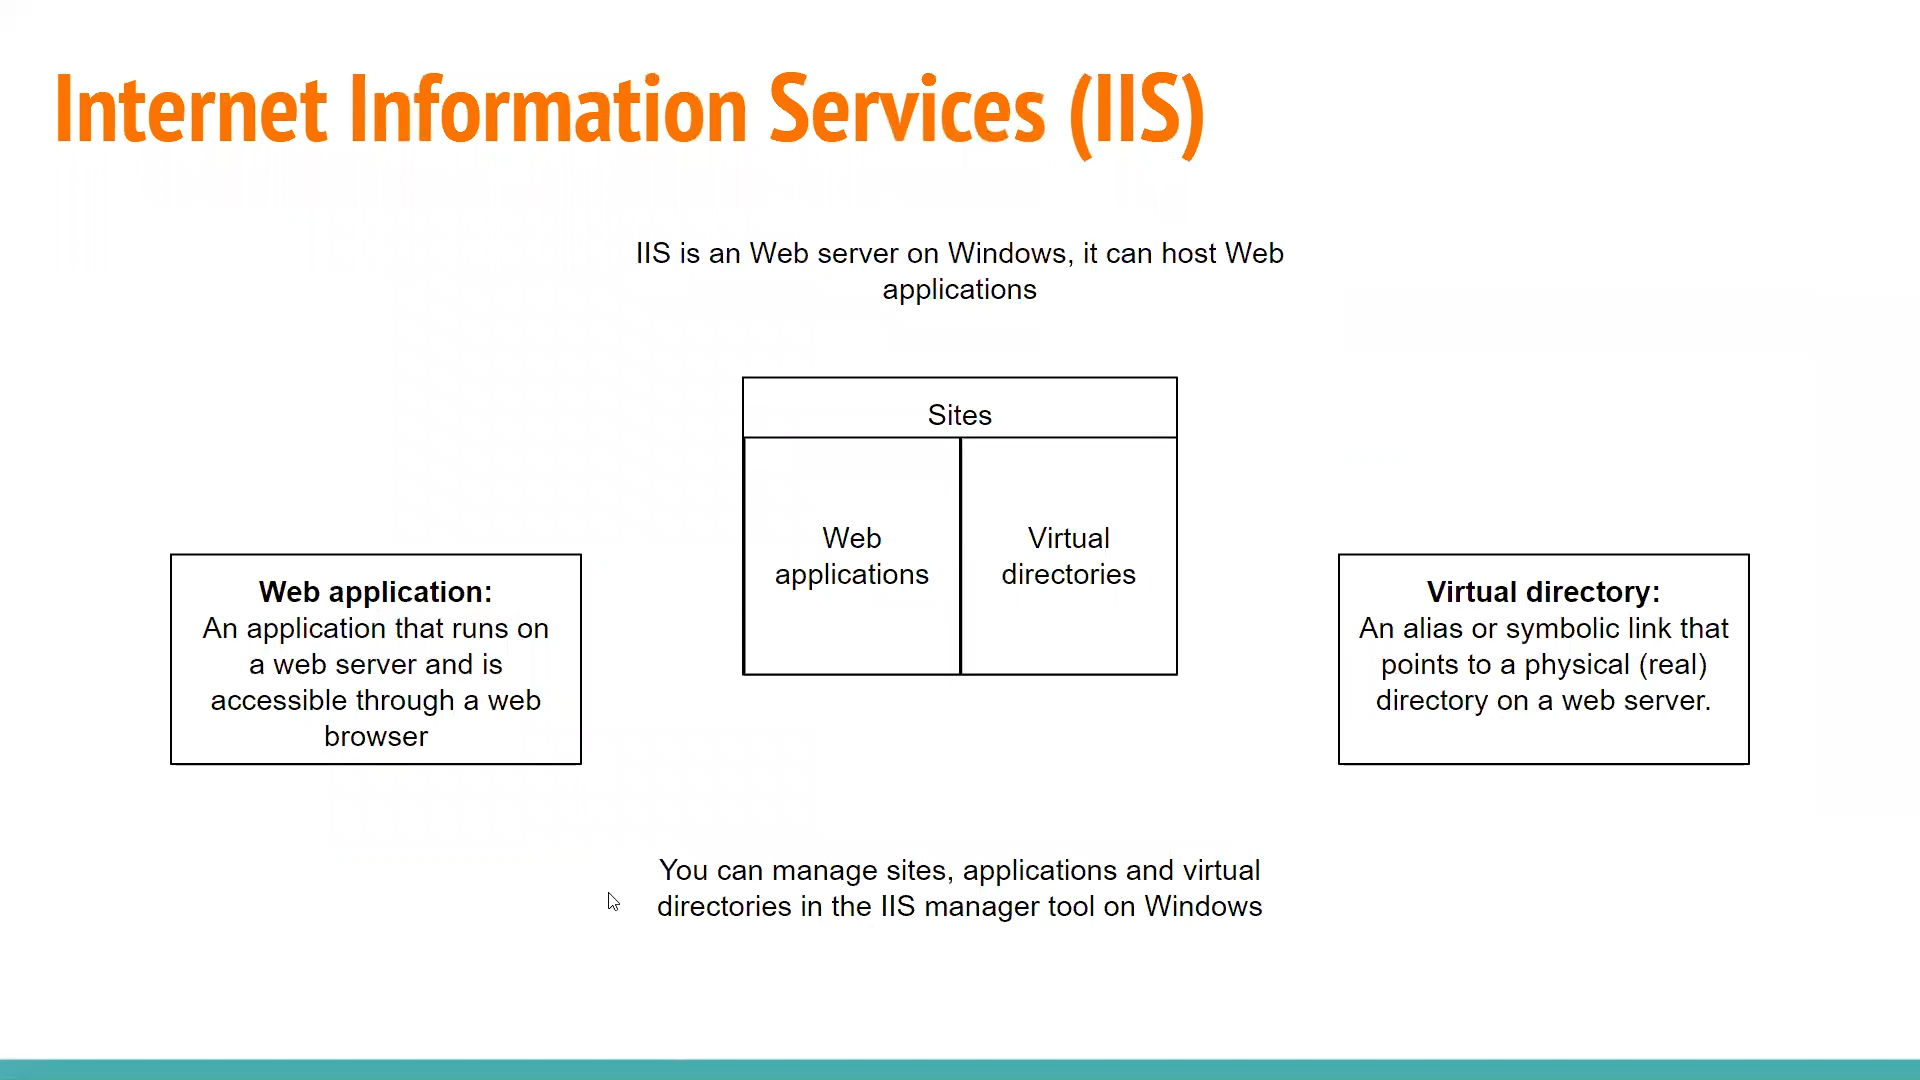 Internet Information Services (IIS)
IIS is an Web server on Windows, it can host Web
applications
Sites
Web
applications
Virtual
directories
Web application:
An application that runs on
a web server and is
accessible through a web
browser
Virtual directory:
An alias or symbolic link that
points to a physical (real)
directory on a web server.
You can manage sites, applications and virtual
directories in the IIS manager tool on Windows